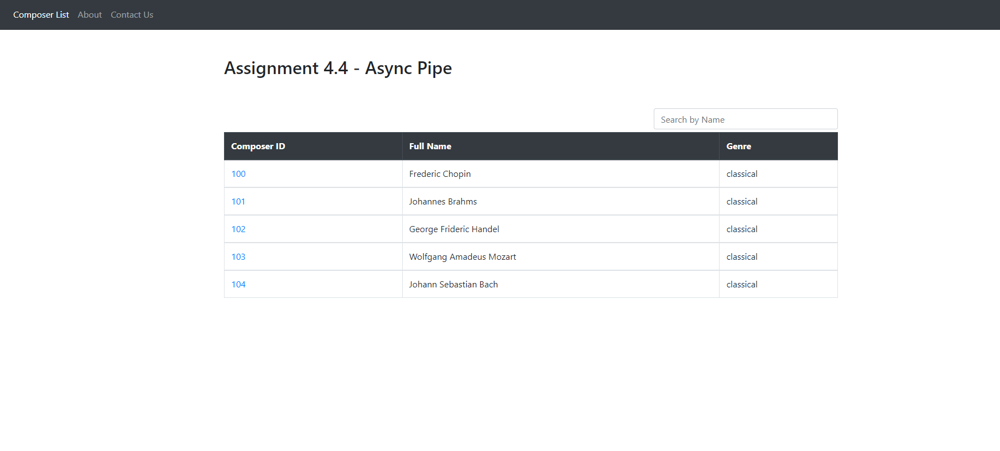 Composer List About Contact Us
Assignment 4.4 - Async Pipe
Search by Name
Composer ID Full Name Genre
100 Frederic Chopin classical
101 Johannes Brahms classical
102 George Frideric Handel classical
103 Wolfgang Amadeus Mozart classical
104 Johann Sebastian Bach classical